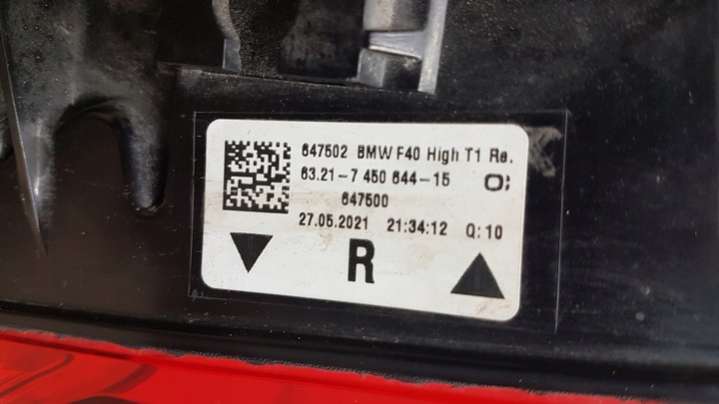 647502 BMW F40 High T1 Re.
63.21-7 450 644-15
647500
27.05.2021 21:34:12 Q:10
R